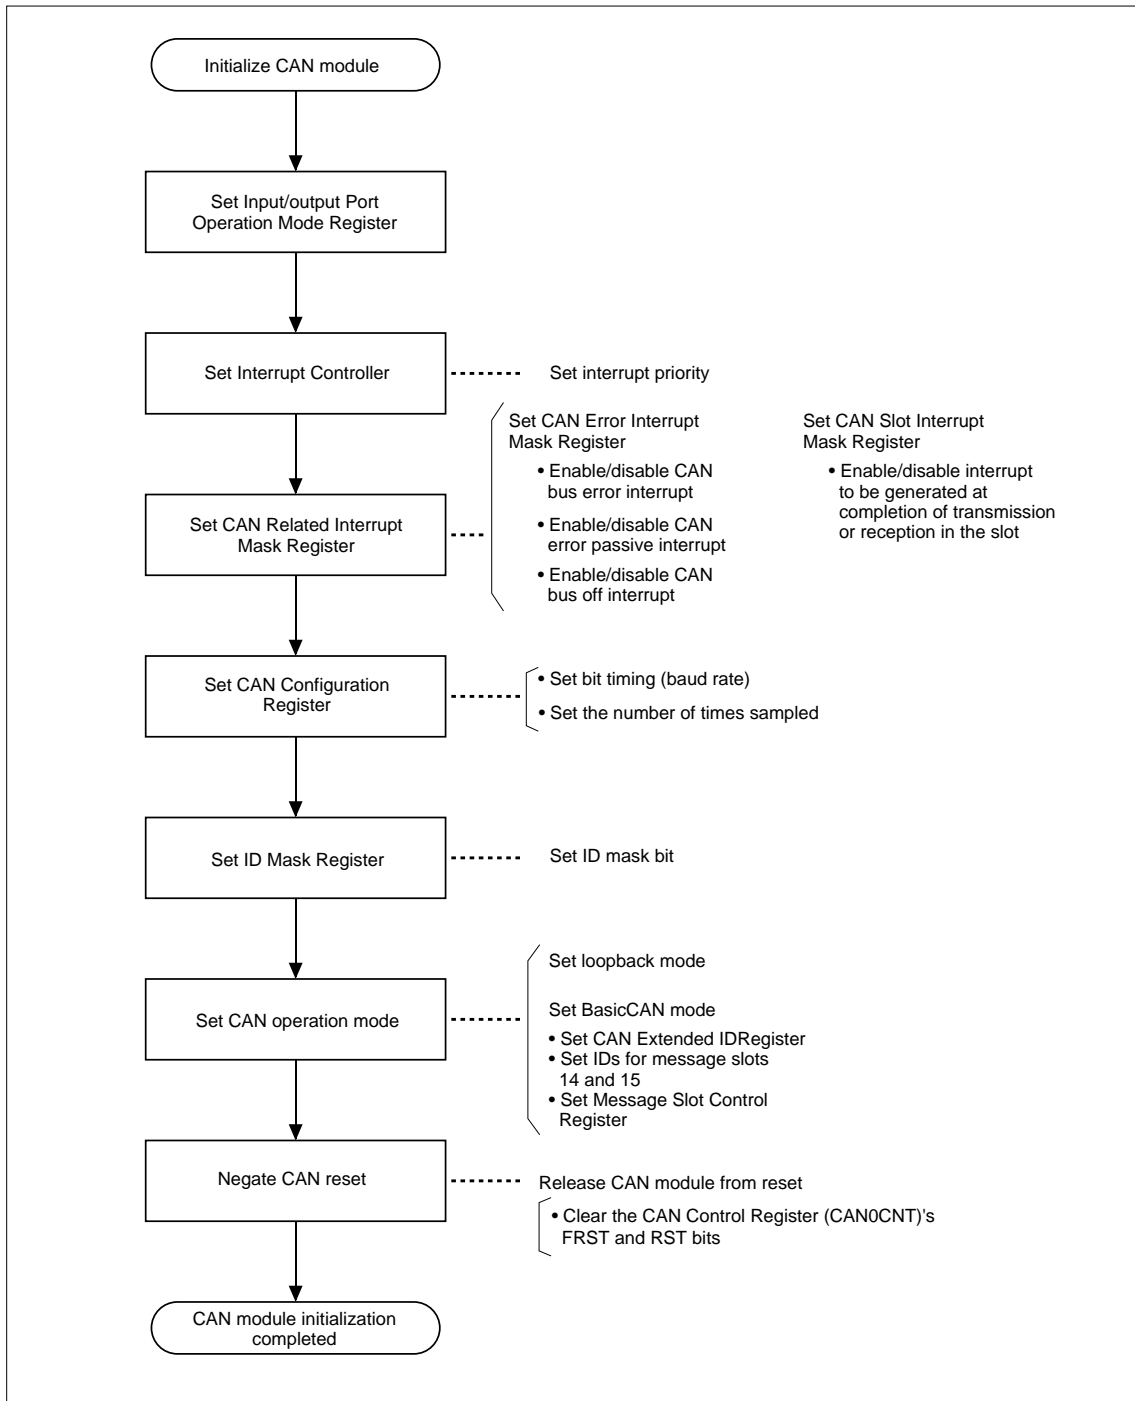 Initialize CAN module
Set Input/output Port
Operation Mode Register
Set Interrupt Controller
Set interrupt priority
Set CAN Error Interrupt
Mask Register
• Enable/disable CAN
bus error interrupt
• Enable/disable CAN
error passive interrupt
• Enable/disable CAN
bus off interrupt
Set CAN Slot Interrupt
Mask Register
• Enable/disable interrupt
to be generated at
completion of transmission
or reception in the slot
Set CAN Related Interrupt
Mask Register
Set CAN Configuration
Register
• Set bit timing (baud rate)
• Set the number of times sampled
Set ID Mask Register
Set ID mask bit
Set CAN operation mode
Set loopback mode
Set BasicCAN mode
• Set CAN Extended IDRegister
• Set IDs for message slots
14 and 15
• Set Message Slot Control
Register
Negate CAN reset
Release CAN module from reset
• Clear the CAN Control Register (CAN0CNT)'s
FRST and RST bits
CAN module initialization
completed